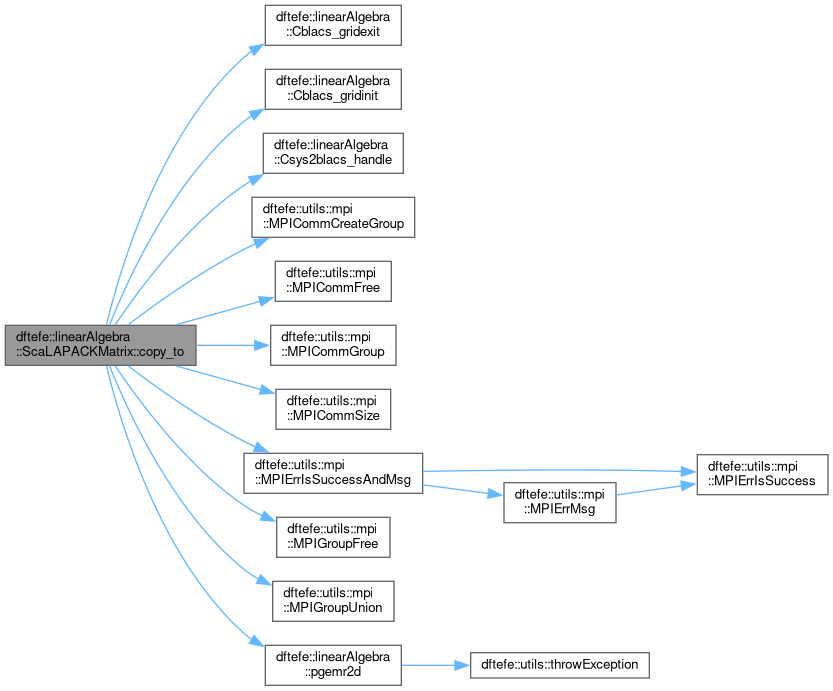 dftefe::linearAlgebra
::ScaLAPACKMatrix::copy_to
dftefe::linearAlgebra
::Cblacs_gridexit
dftefe::linearAlgebra
::Cblacs_gridinit
dftefe::linearAlgebra
::Csys2blacs_handle
dftefe::utils::mpi
::MPICommCreateGroup
dftefe::utils::mpi
::MPICommFree
dftefe::utils::mpi
::MPICommGroup
dftefe::utils::mpi
::MPICommSize
dftefe::utils::mpi
::MPIErrIsSuccessAndMsg
dftefe::utils::mpi
::MPIErrMsg
dftefe::utils::mpi
::MPIErrIsSuccess
dftefe::utils::mpi
::MPIGroupFree
dftefe::utils::mpi
::MPIGroupUnion
dftefe::linearAlgebra
::pgemr2d
dftefe::utils::throwException